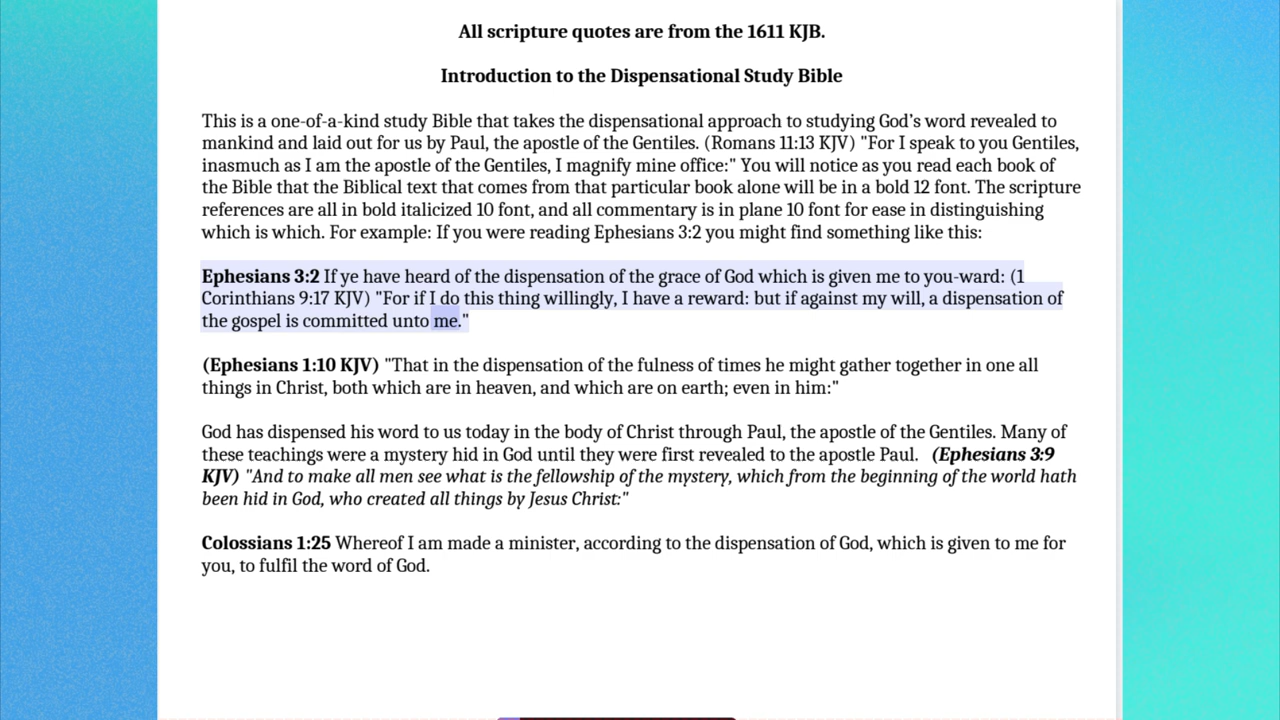 All scripture quotes are from the 1611 KJB.
Introduction to the Dispensational Study Bible
This is a one-of-a-kind study Bible that takes the dispensational approach to studying God’s word revealed to
mankind and laid out for us by Paul, the apostle of the Gentiles. (Romans 11:13 KJV) "For I speak to you Gentiles,
inasmuch as I am the apostle of the Gentiles, I magnify mine office:" You will notice as you read each book of
the Bible that the Biblical text that comes from that particular book alone will be in a bold 12 font. The scripture
references are all in bold italicized 10 font, and all commentary is in plane 10 font for ease in distinguishing
which is which. For example: If you were reading Ephesians 3:2 you might find something like this:
Ephesians 3:2 If ye have heard of the dispensation of the grace of God which is given me to you-ward: (1
Corinthians 9:17 KJV) "For if I do this thing willingly, I have a reward: but if against my will, a dispensation of
the gospel is committed unto me."
(Ephesians 1:10 KJV) "That in the dispensation of the fulness of times he might gather together in one all
things in Christ, both which are in heaven, and which are on earth; even in him:"
God has dispensed his word to us today in the body of Christ through Paul, the apostle of the Gentiles. Many of
these teachings were a mystery hid in God until they were first revealed to the apostle Paul. (Ephesians 3:9
KJV) "And to make all men see what is the fellowship of the mystery, which from the beginning of the world hath
been hid in God, who created all things by Jesus Christ:"
Colossians 1:25 Whereof I am made a minister, according to the dispensation of God, which is given to me for
you, to fulfil the word of God.